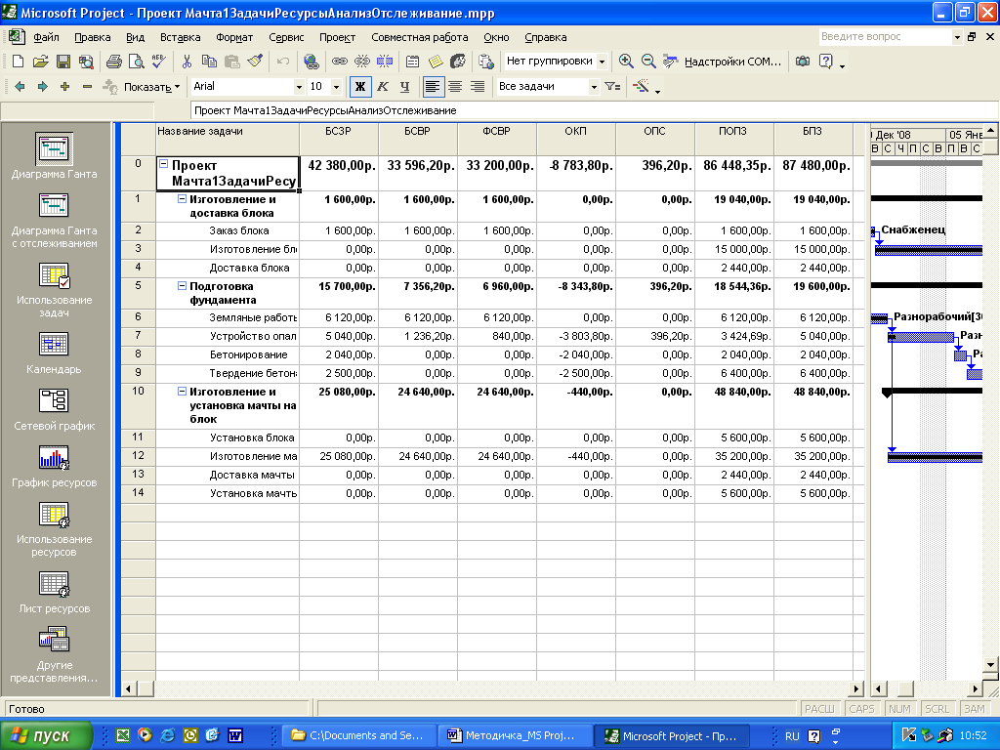 Microsoft Project - Проект Мачта1ЗадачиРесурсыАнализОтслеживание.mpp
Файл Правка Вид Вставка Формат Сервис Проект Совместная работа Окно Справка Введите вопрос
Нет группировки Надстройки COM...
Показать Arial 10 Ж К Ч Все задачи
Проект Мачта1ЗадачиРесурсыАнализОтслеживание
Диаграмма Ганта
Диаграмма Ганта
с отслеживанием
Использование
задач
Календарь
Сетевой график
График ресурсов
Использование
ресурсов
Лист ресурсов
Другие
представления...
Название задачи БСЗР БСВР ФСВР ОКП ОПС ПОПЗ БПЗ
0 Проект 42 380,00р. 33 596,20р. 33 200,00р. -8 783,80р. 396,20р. 86 448,35р. 87 480,00р.
Мачта1ЗадачиРесу
1 Изготовление и 1 600,00р. 1 600,00р. 1 600,00р. 0,00р. 0,00р. 19 040,00р. 19 040,00р.
доставка блока
2 Заказ блока 1 600,00р. 1 600,00р. 1 600,00р. 0,00р. 0,00р. 1 600,00р. 1 600,00р.
3 Изготовление бл 0,00р. 0,00р. 0,00р. 0,00р. 0,00р. 15 000,00р. 15 000,00р.
4 Доставка блока 0,00р. 0,00р. 0,00р. 0,00р. 0,00р. 2 440,00р. 2 440,00р.
5 Подготовка 15 700,00р. 7 356,20р. 6 960,00р. -8 343,80р. 396,20р. 18 544,36р. 19 600,00р.
фундамента
6 Земляные работь 6 120,00р. 6 120,00р. 6 120,00р. 0,00р. 0,00р. 6 120,00р. 6 120,00р.
7 Устройство опал 5 040,00р. 1 236,20р. 840,00р. -3 803,80р. 396,20р. 3 424,69р. 5 040,00р.
8 Бетонирование 2 040,00р. 0,00р. 0,00р. -2 040,00р. 0,00р. 2 040,00р. 2 040,00р.
9 Твердение бетон 2 500,00р. 0,00р. 0,00р. -2 500,00р. 0,00р. 6 400,00р. 6 400,00р.
10 Изготовление и 25 080,00р. 24 640,00р. 24 640,00р. -440,00р. 0,00р. 48 840,00р. 48 840,00р.
установка мачты на
блок
11 Установка блока 0,00р. 0,00р. 0,00р. 0,00р. 0,00р. 5 600,00р. 5 600,00р.
12 Изготовление ма 25 080,00р. 24 640,00р. 24 640,00р. -440,00р. 0,00р. 35 200,00р. 35 200,00р.
13 Доставка мачты 0,00р. 0,00р. 0,00р. 0,00р. 0,00р. 2 440,00р. 2 440,00р.
14 Установка мачть 0,00р. 0,00р. 0,00р. 0,00р. 0,00р. 5 600,00р. 5 600,00р.
Дек '08 05 Янв
В С Ч П С В П В С
Снабженец
Разнорабочий[30
Разн
Ра
Готово РАСШ CAPS NUM SCRL ЗАМ
пуск C:\Documents and Se... Методичка_MS Proj... Microsoft Project - Пр... RU 10:52